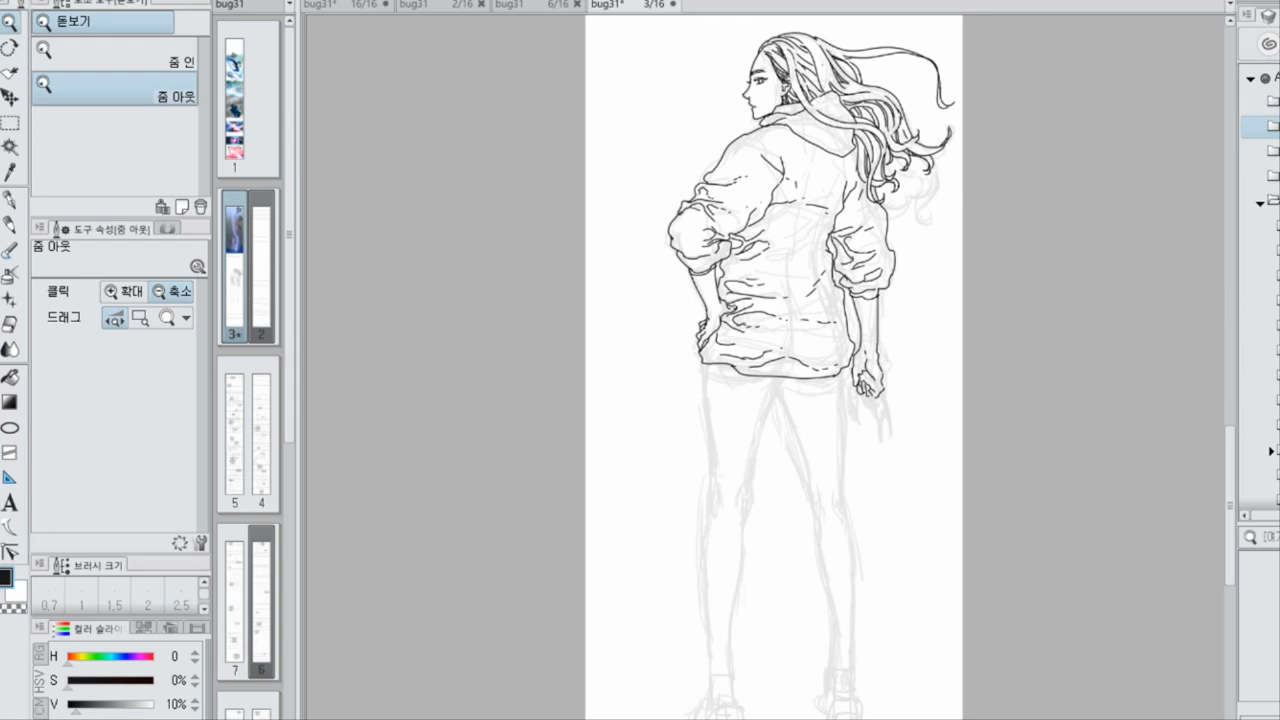 bug31
bug31* 16/16
bug31 2/16
bug31 6/16
bug31* 3/16
돋보기
줌 인
줌 아웃
1
3*
2
도구 속성[줌 아웃]
줌 아웃
클릭
확대
축소
드래그
5
4
7
6
브러시 크기
0.7
1
1.5
2
2.5
컬러 슬라이
H
0
S
0%
V
10%
HSV
A